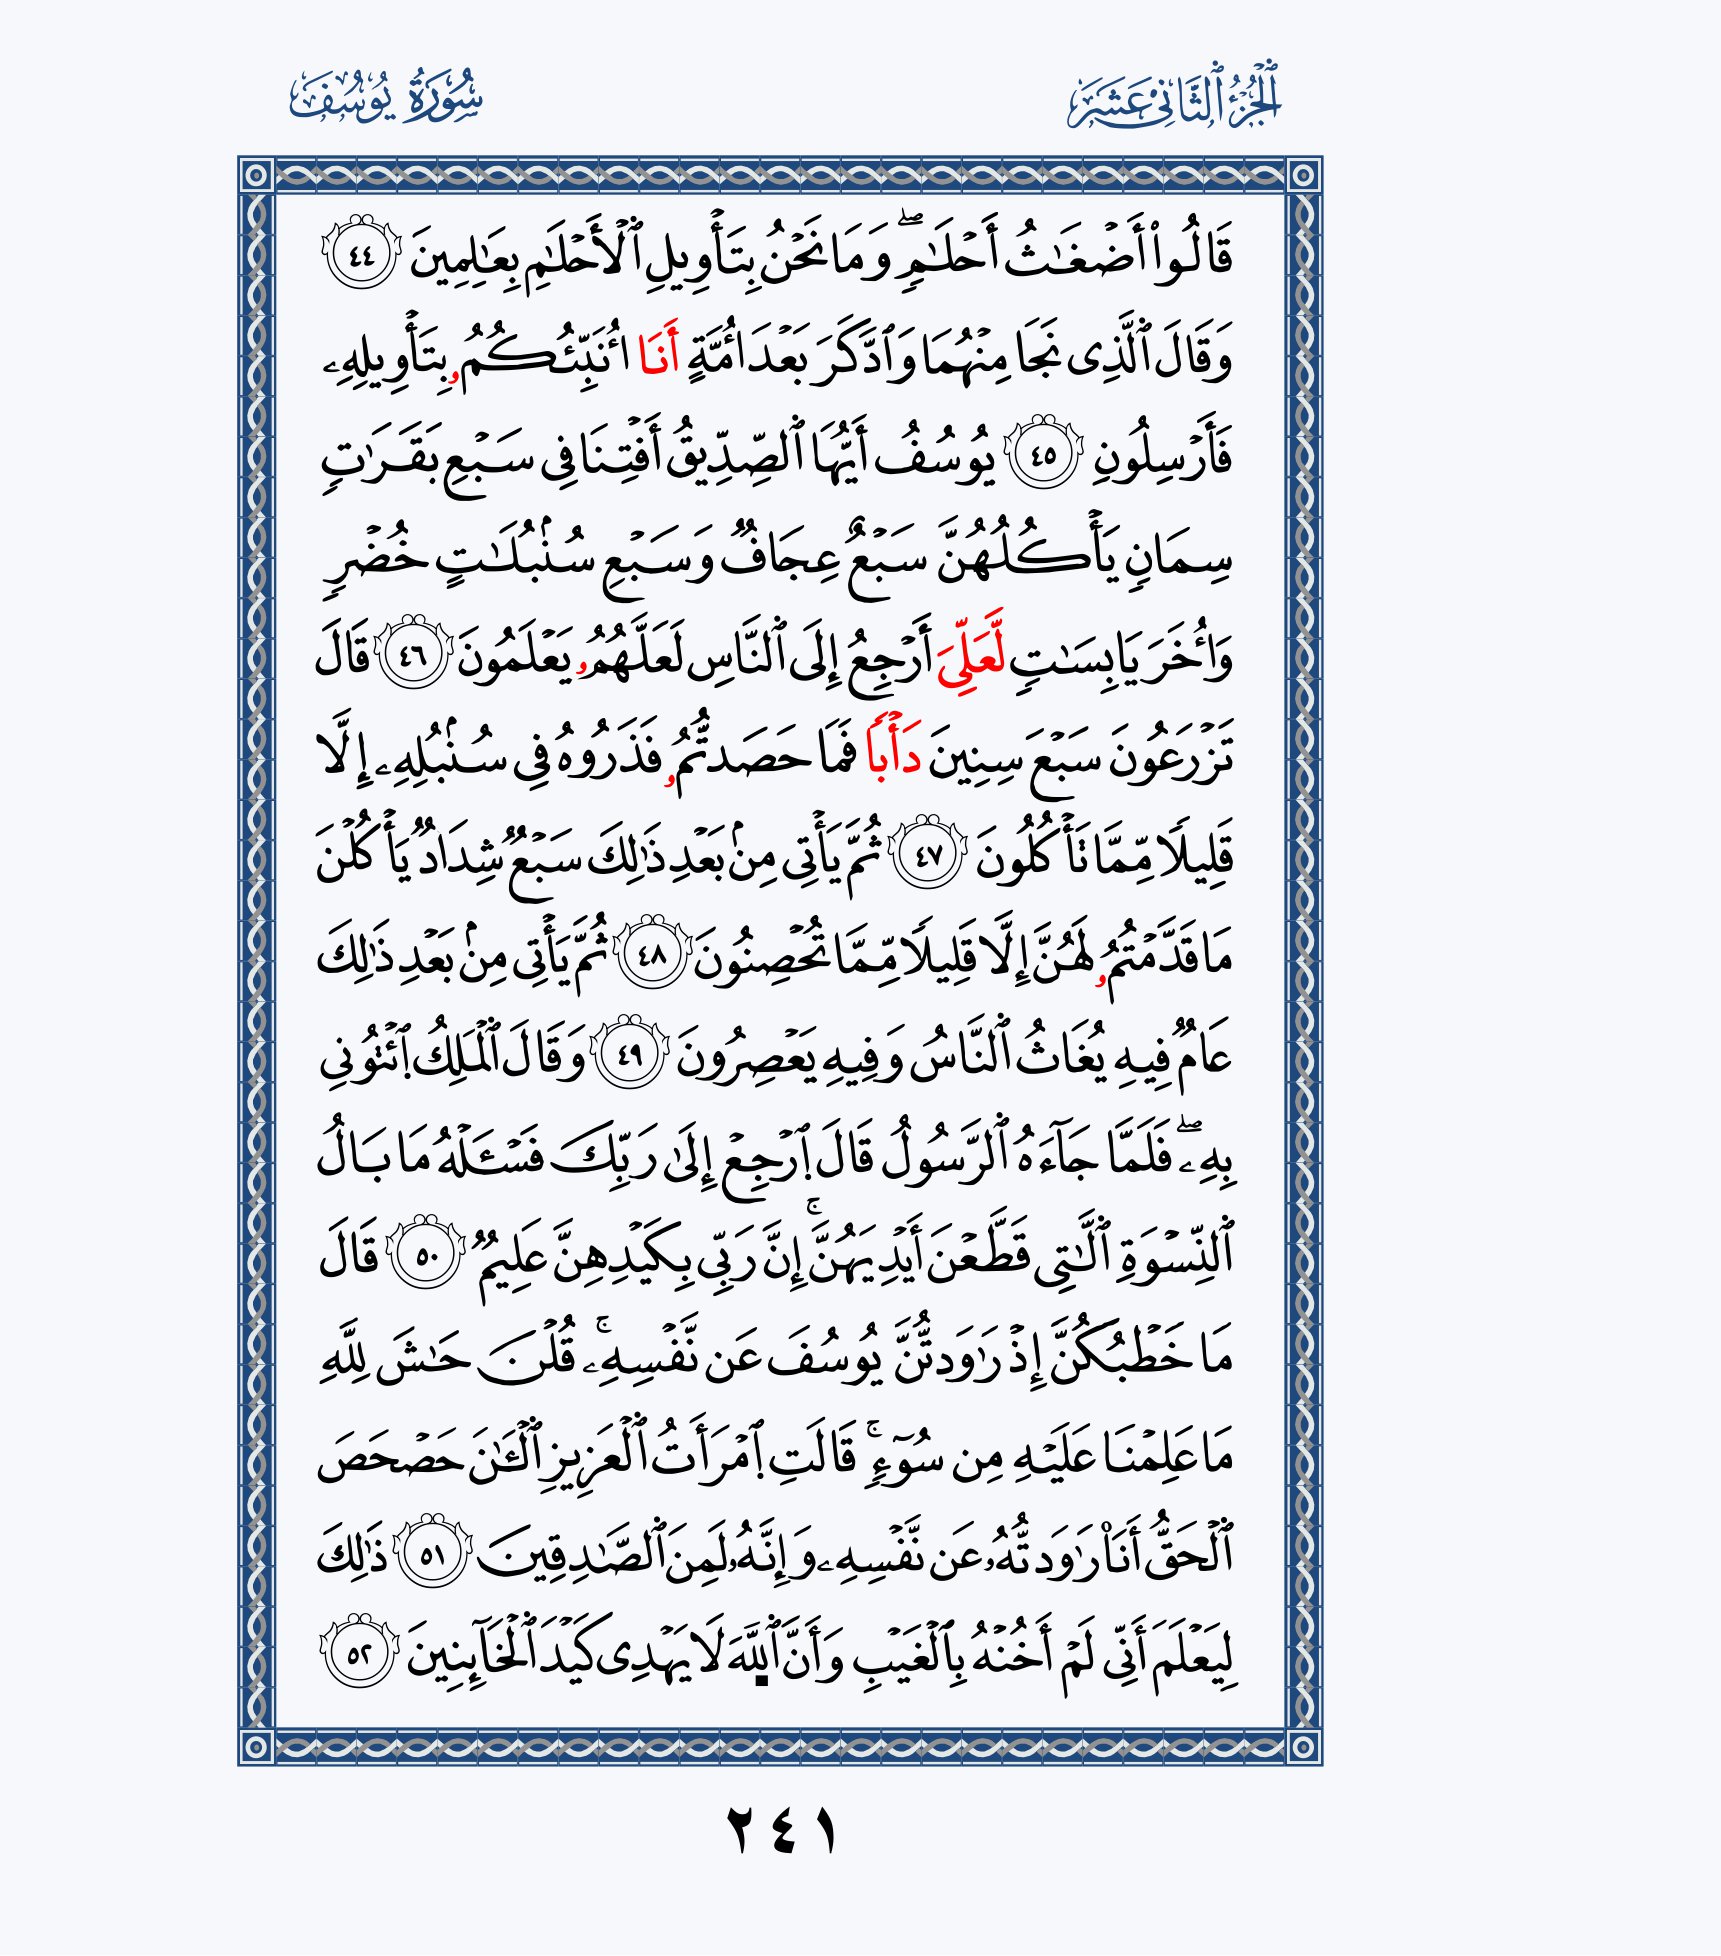 ٱلْجُزْءُ ٱلثَّانِي عَشَرَ
سُورَةُ يُوسُفَ
قَالُوٓا۟ أَضْغَٰثُ أَحْلَٰمٍۖ وَمَا نَحْنُ بِتَأْوِيلِ ٱلْأَحْلَٰمِ بِعَٰلِمِينَ ٤٤
وَقَالَ ٱلَّذِى نَجَا مِنْهُمَا وَٱدَّكَرَ بَعْدَ أُمَّةٍ أَنَا أُنَبِّئُكُمُۥ بِتَأْوِيلِهِۦ
فَأَرْسِلُونِ ٤٥ يُوسُفُ أَيُّهَا ٱلصِّدِّيقُ أَفْتِنَا فِى سَبْعِ بَقَرَٰتٍ
سِمَانٍ يَأْكُلُهُنَّ سَبْعٌ عِجَافٌ وَسَبْعِ سُنۢبُلَٰتٍ خُضْرٍ
وَأُخَرَ يَابِسَٰتٍ لَّعَلِّىَ أَرْجِعُ إِلَى ٱلنَّاسِ لَعَلَّهُمُۥ يَعْلَمُونَ ٤٦ قَالَ
تَزْرَعُونَ سَبْعَ سِنِينَ دَأْبًا فَمَا حَصَدتُّمُۥ فَذَرُوهُ فِى سُنۢبُلِهِۦ إِلَّا
قَلِيلًا مِّمَّا تَأْكُلُونَ ٤٧ ثُمَّ يَأْتِى مِنۢ بَعْدِ ذَٰلِكَ سَبْعٌ شِدَادٌ يَأْكُلْنَ
مَا قَدَّمْتُمُۥ لَهُنَّ إِلَّا قَلِيلًا مِّمَّا تُحْصِنُونَ ٤٨ ثُمَّ يَأْتِى مِنۢ بَعْدِ ذَٰلِكَ
عَامٌ فِيهِ يُغَاثُ ٱلنَّاسُ وَفِيهِ يَعْصِرُونَ ٤٩ وَقَالَ ٱلْمَلِكُ ٱئْتُونِى
بِهِۦۖ فَلَمَّا جَآءَهُ ٱلرَّسُولُ قَالَ ٱرْجِعْ إِلَىٰ رَبِّكَ فَسْـَٔلْهُ مَا بَالُ
ٱلنِّسْوَةِ ٱلَّٰتِى قَطَّعْنَ أَيْدِيَهُنَّۚ إِنَّ رَبِّى بِكَيْدِهِنَّ عَلِيمٌ ٥٠ قَالَ
مَا خَطْبُكُنَّ إِذْ رَٰوَدتُّنَّ يُوسُفَ عَن نَّفْسِهِۦۚ قُلْنَ حَٰشَ لِلَّهِ
مَا عَلِمْنَا عَلَيْهِ مِن سُوٓءٍۚ قَالَتِ ٱمْرَأَتُ ٱلْعَزِيزِ ٱلْـَٰٔنَ حَصْحَصَ
ٱلْحَقُّ أَنَا۠ رَٰوَدتُّهُۥ عَن نَّفْسِهِۦ وَإِنَّهُۥ لَمِنَ ٱلصَّٰدِقِينَ ٥١ ذَٰلِكَ
لِيَعْلَمَ أَنِّى لَمْ أَخُنْهُ بِٱلْغَيْبِ وَأَنَّ ٱللَّهَ لَا يَهْدِى كَيْدَ ٱلْخَآئِنِينَ ٥٢
٢٤١